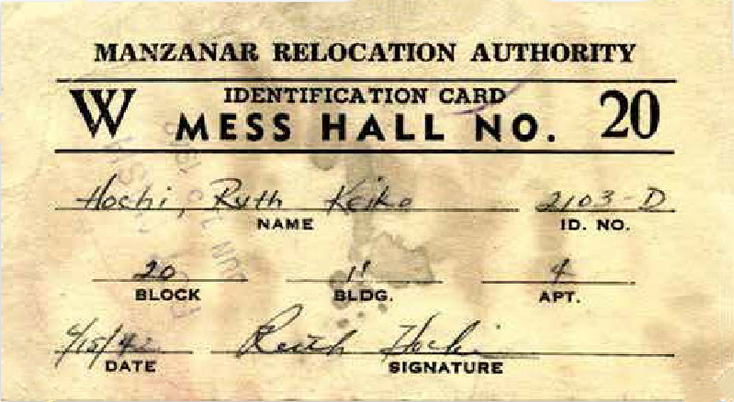 MANZANAR RELOCATION AUTHORITY
W IDENTIFICATION CARD 20
MESS HALL NO.
Hochi, Ruth Keiko 2103-D
NAME ID. NO.
20 11 4
BLOCK BLDG. APT.
Ruth Hochi
DATE SIGNATURE